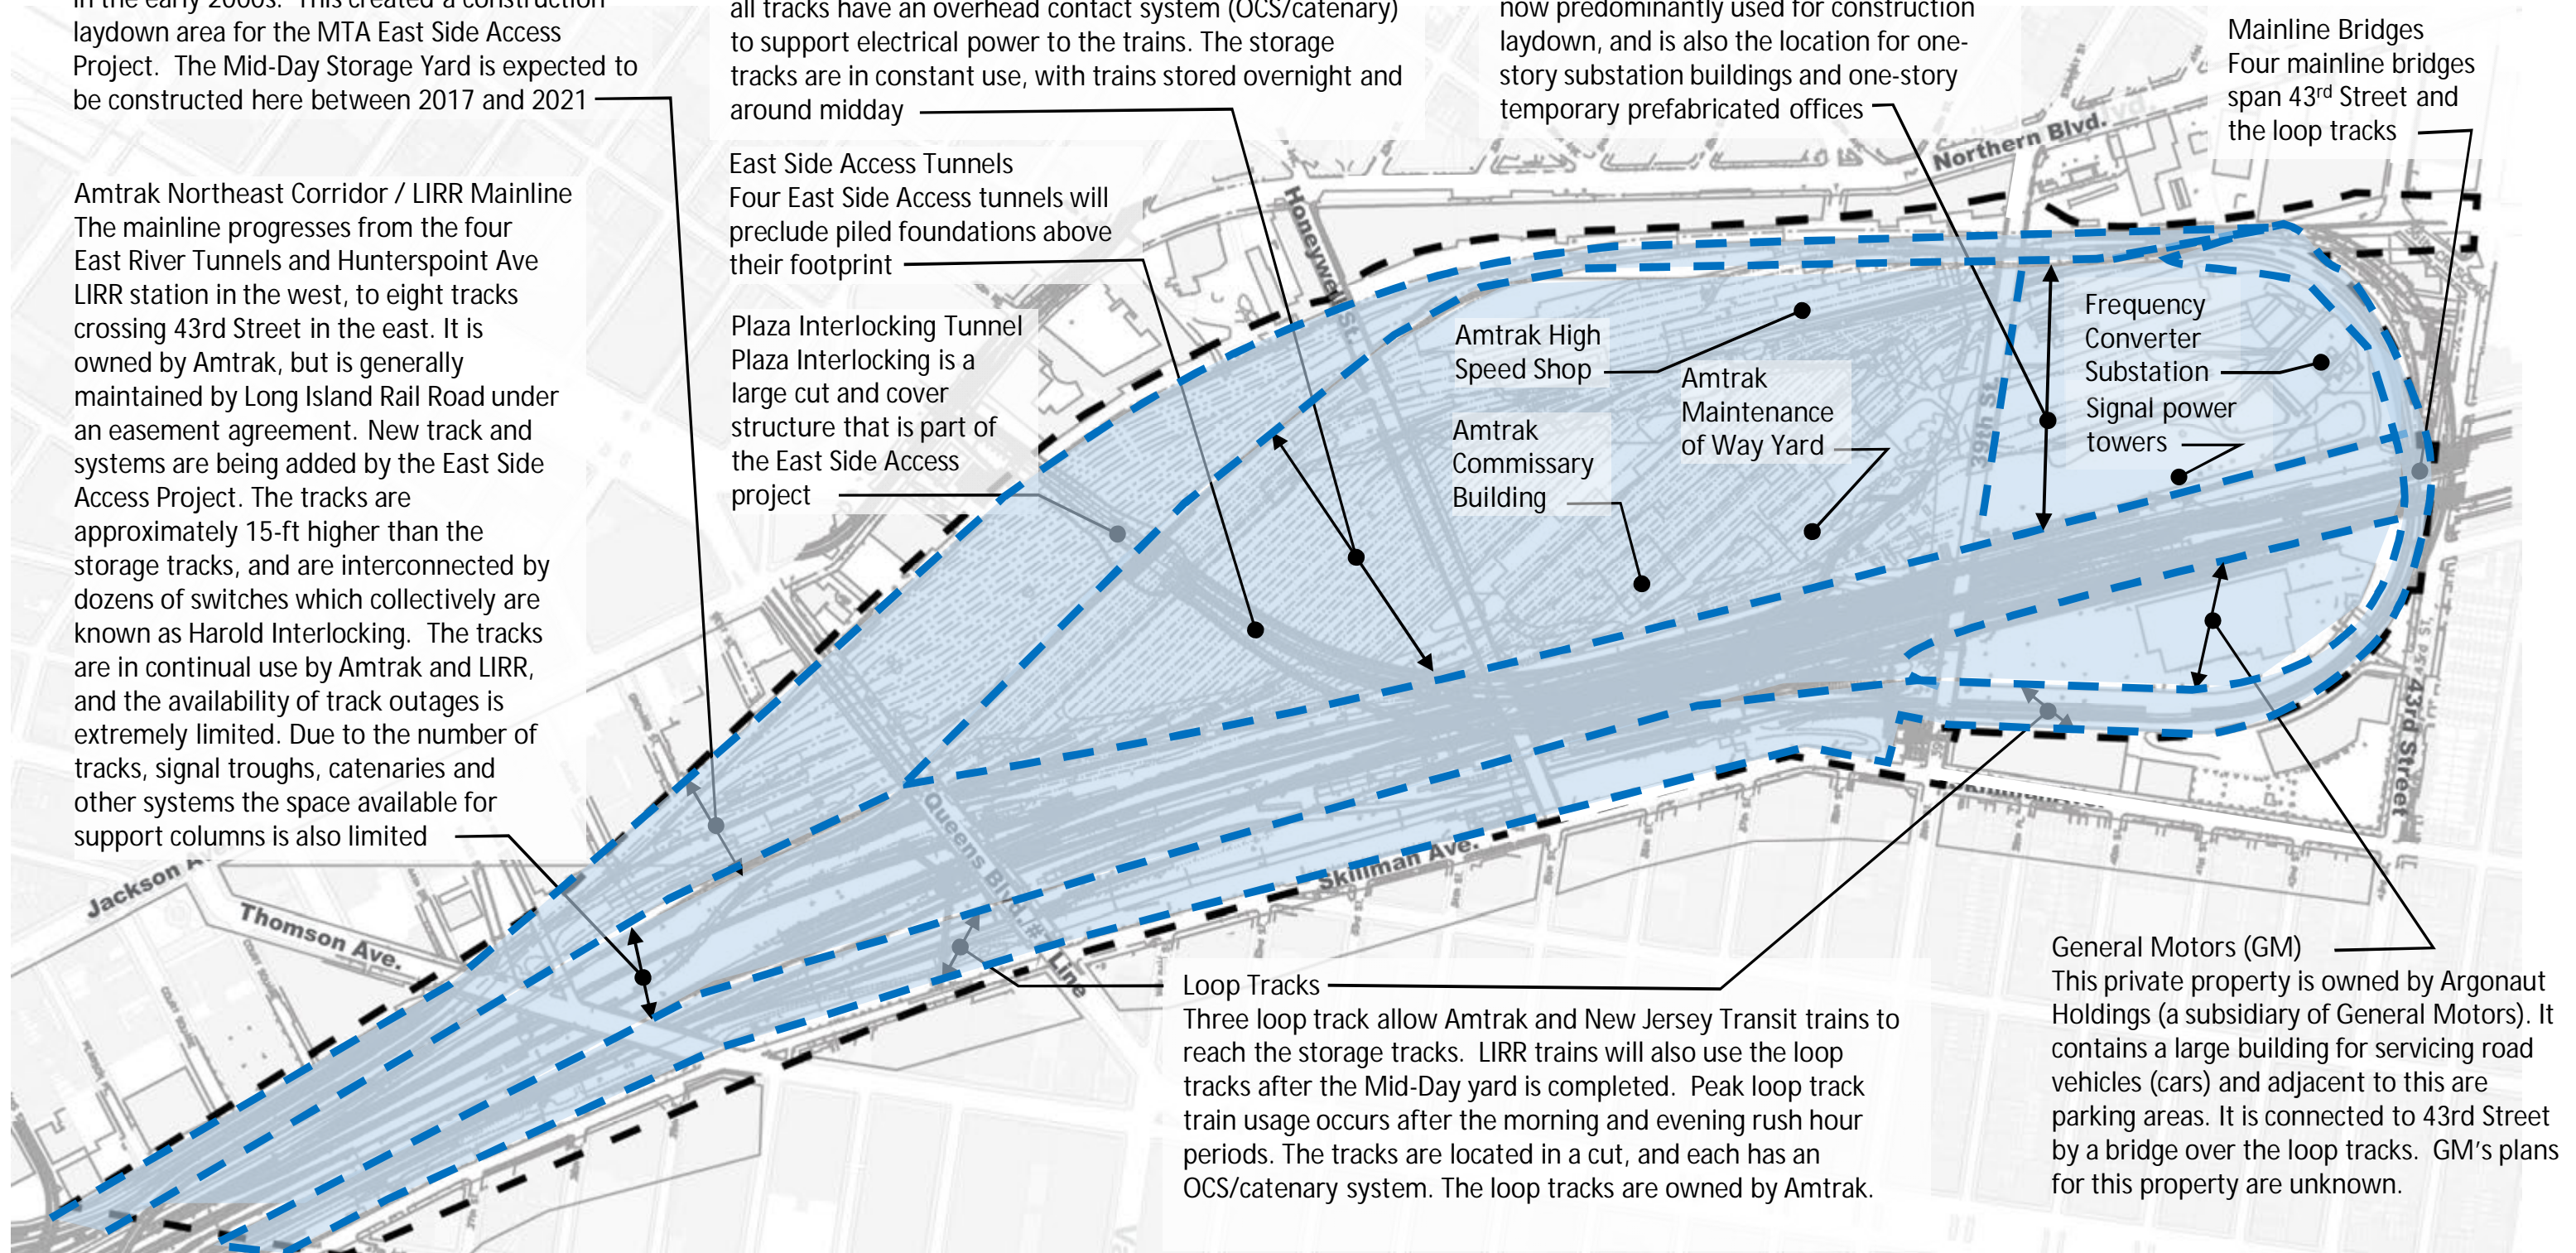 in the early 2000s. This created a construction
laydown area for the MTA East Side Access
Project. The Mid-Day Storage Yard is expected to
be constructed here between 2017 and 2021
Amtrak Northeast Corridor / LIRR Mainline
The mainline progresses from the four
East River Tunnels and Hunterspoint Ave
LIRR station in the west, to eight tracks
crossing 43rd Street in the east. It is
owned by Amtrak, but is generally
maintained by Long Island Rail Road under
an easement agreement. New track and
systems are being added by the East Side
Access Project. The tracks are
approximately 15-ft higher than the
storage tracks, and are interconnected by
dozens of switches which collectively are
known as Harold Interlocking. The tracks
are in continual use by Amtrak and LIRR,
and the availability of track outages is
extremely limited. Due to the number of
tracks, signal troughs, catenaries and
other systems the space available for
support columns is also limited
all tracks have an overhead contact system (OCS/catenary)
to support electrical power to the trains. The storage
tracks are in constant use, with trains stored overnight and
around midday
East Side Access Tunnels
Four East Side Access tunnels will
preclude piled foundations above
their footprint
Plaza Interlocking Tunnel
Plaza Interlocking is a
large cut and cover
structure that is part of
the East Side Access
project
now predominantly used for construction
laydown, and is also the location for one-
story substation buildings and one-story
temporary prefabricated offices
Mainline Bridges
Four mainline bridges
span 43rd Street and
the loop tracks
Northern Blvd.
Honeywell St.
Amtrak High
Speed Shop
Amtrak
Commissary
Building
Amtrak
Maintenance
of Way Yard
39th St
Frequency
Converter
Substation
Signal power
towers
43rd Street
Queens Blvd. #7 Line
Skillman Ave.
Jackson
Thomson Ave.
Loop Tracks
Three loop track allow Amtrak and New Jersey Transit trains to
reach the storage tracks. LIRR trains will also use the loop
tracks after the Mid-Day yard is completed. Peak loop track
train usage occurs after the morning and evening rush hour
periods. The tracks are located in a cut, and each has an
OCS/catenary system. The loop tracks are owned by Amtrak.
General Motors (GM)
This private property is owned by Argonaut
Holdings (a subsidiary of General Motors). It
contains a large building for servicing road
vehicles (cars) and adjacent to this are
parking areas. It is connected to 43rd Street
by a bridge over the loop tracks. GM's plans
for this property are unknown.